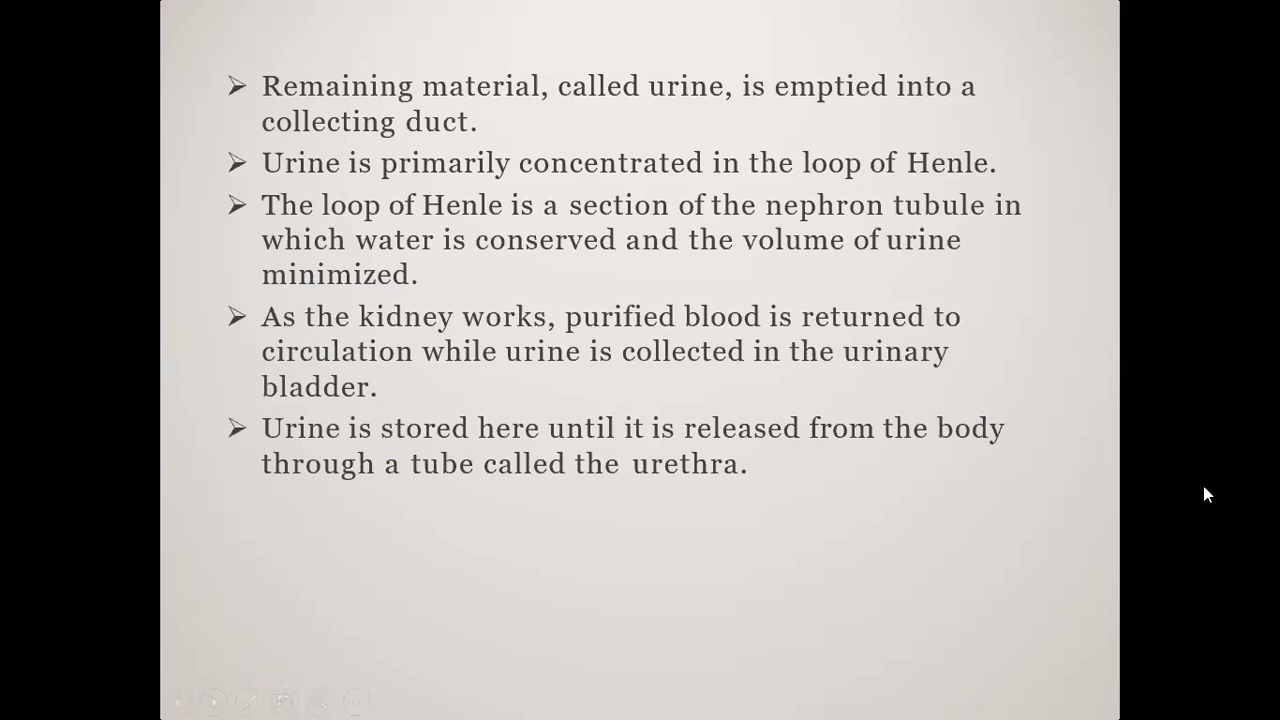 Remaining material, called urine, is emptied into a
collecting duct.
Urine is primarily concentrated in the loop of Henle.
The loop of Henle is a section of the nephron tubule in
which water is conserved and the volume of urine
minimized.
As the kidney works, purified blood is returned to
circulation while urine is collected in the urinary
bladder.
Urine is stored here until it is released from the body
through a tube called the urethra.